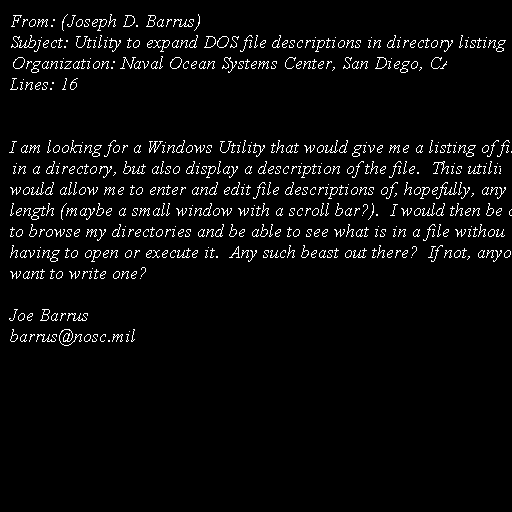 From: (Joseph D. Barrus)
Subject: Utility to expand DOS file descriptions in directory listing
Organization: Naval Ocean Systems Center, San Diego, CA
Lines: 16
I am looking for a Windows Utility that would give me a listing of
in a directory, but also display a description of the file. This
would allow me to enter and edit file descriptions of, hopefully, any
length (maybe a small window with a scroll bar?). I would then be
to browse my directories and be able to see what is in a file
having to open or execute it. Any such beast out there? If not,
want to write one?
Joe Barrus
barrus@nosc.mil